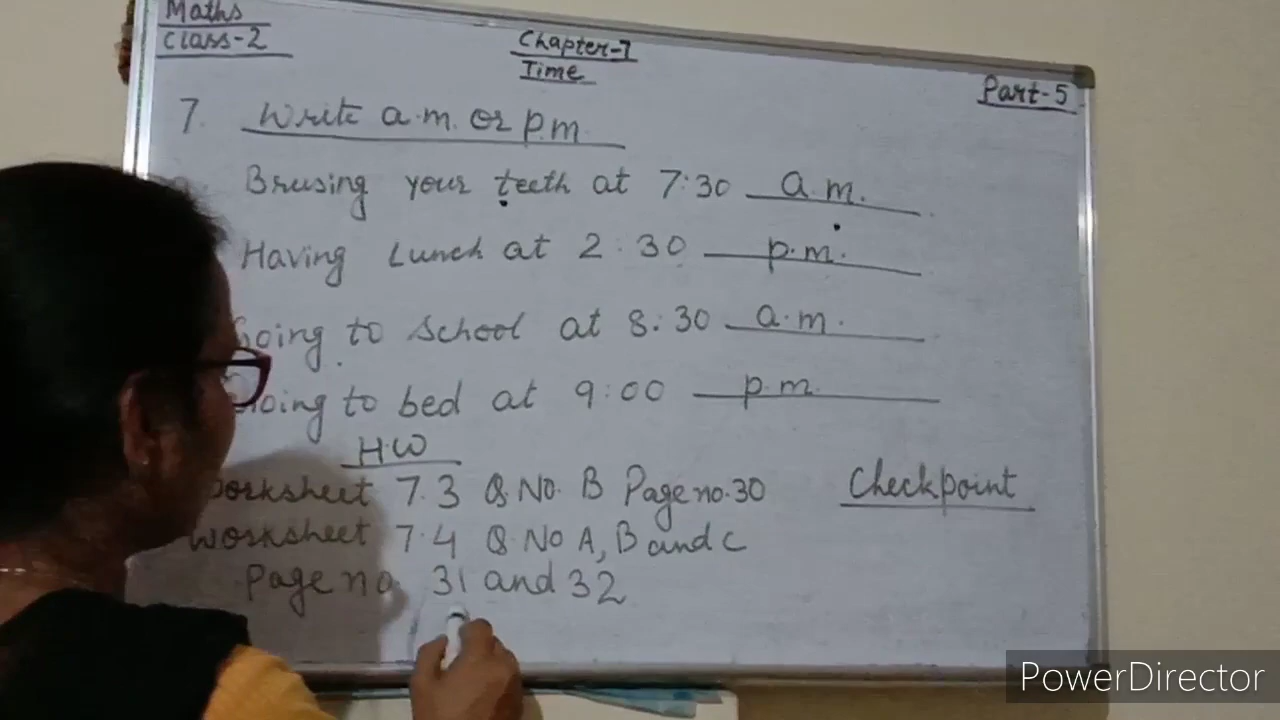 Maths
Class-2
Chapter-7
Time
Part-5
7. Write a.m. or p.m.
Brusing your teeth at 7:30 a.m.
Having Lunch at 2:30 p.m.
Going to School at 8:30 a.m.
Going to bed at 9:00 p.m.
H.W
Worksheet 7.3 Q.No. B Page no.30
Checkpoint
Worksheet 7.4 Q No A, B and C
Page no. 31 and 32
PowerDirector